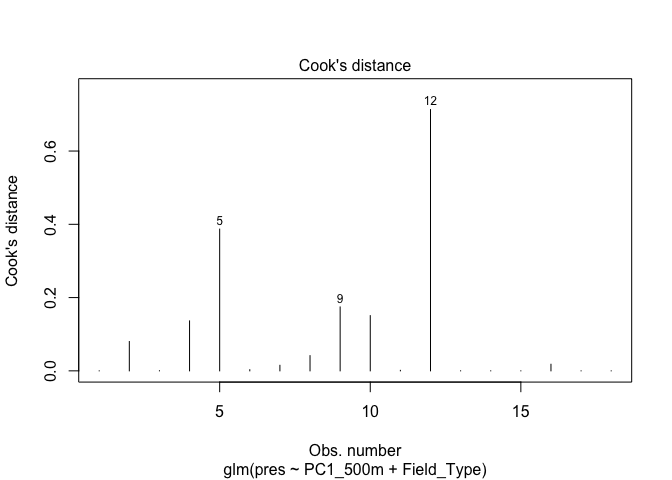 Cook's distance
12
0.6
5
0.4
Cook's distance
9
0.2
0.0
5 10 15
Obs. number
glm(pres ~ PC1_500m + Field_Type)